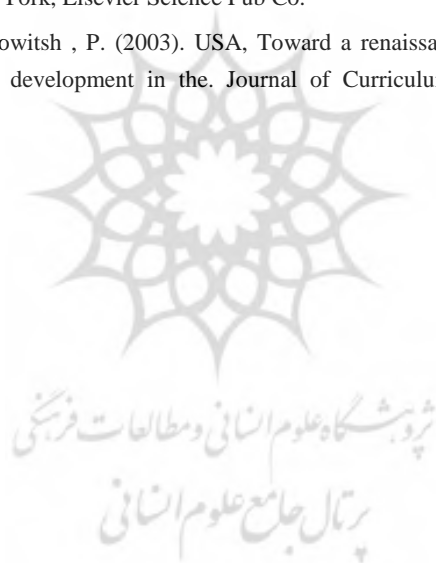 York, Elsevier Science Pub Co.
owitsh , P. (2003). USA, Toward a renaissa
development in the. Journal of Curriculu
پژوهشگاه علوم انسانی و مطالعات فرهنگی
پرتال جامع علوم انسانی